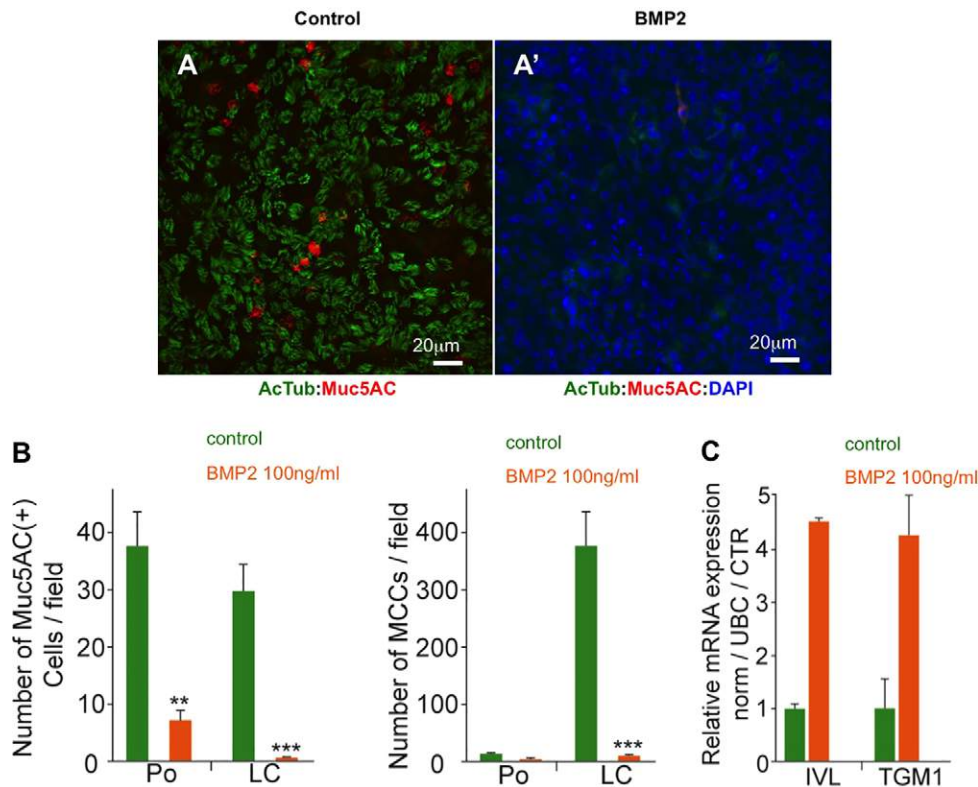 Control
BMP2
A
A'
20µm
20µm
AcTub:Muc5AC
AcTub:Muc5AC:DAPI
B
control
BMP2 100ng/ml
Number of Muc5AC(+)
Cells / field
40
30
20
10
0
**
***
Po
LC
control
BMP2 100ng/ml
Number of MCCs / field
400
300
200
100
0
***
Po
LC
C
control
BMP2 100ng/ml
Relative mRNA expression
norm / UBC / CTR
5
4
3
2
1
0
IVL
TGM1